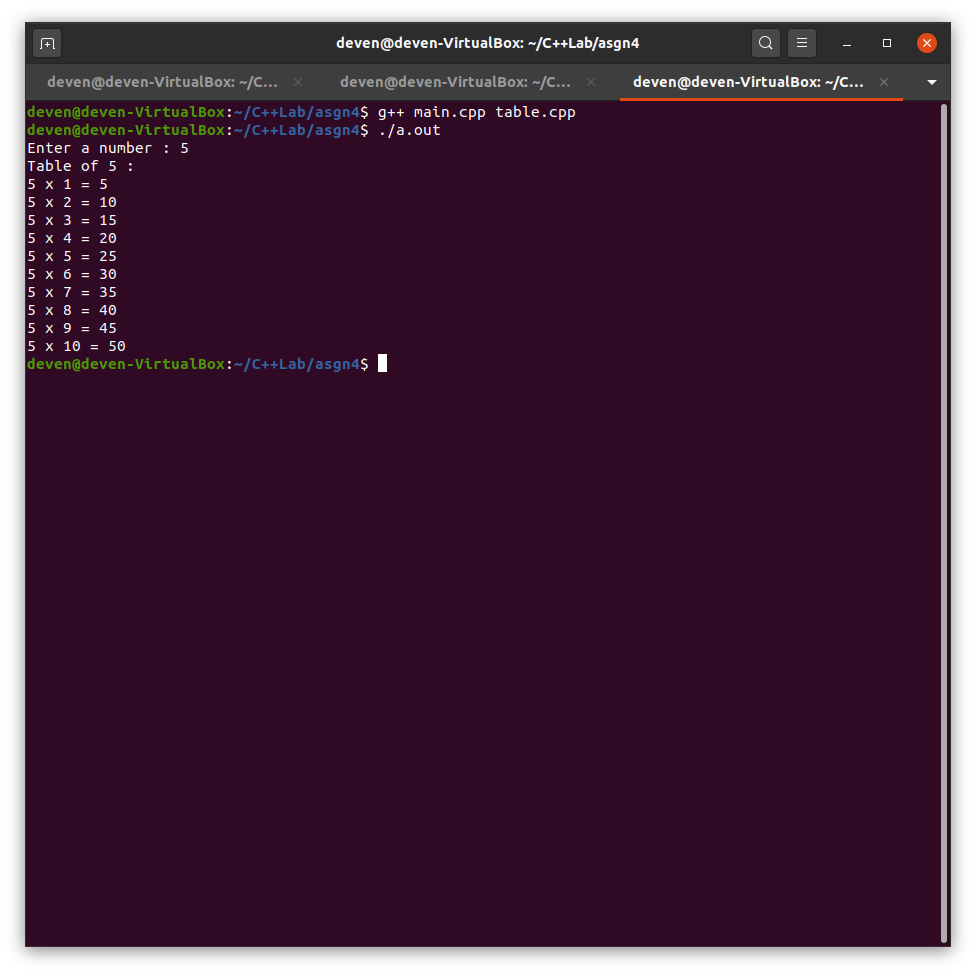 deven@deven-VirtualBox: ~/C++Lab/asgn4
deven@deven-VirtualBox: ~/C... deven@deven-VirtualBox: ~/C... deven@deven-VirtualBox: ~/C...
deven@deven-VirtualBox:~/C++Lab/asgn4$ g++ main.cpp table.cpp
deven@deven-VirtualBox:~/C++Lab/asgn4$ ./a.out
Enter a number : 5
Table of 5 :
5 x 1 = 5
5 x 2 = 10
5 x 3 = 15
5 x 4 = 20
5 x 5 = 25
5 x 6 = 30
5 x 7 = 35
5 x 8 = 40
5 x 9 = 45
5 x 10 = 50
deven@deven-VirtualBox:~/C++Lab/asgn4$